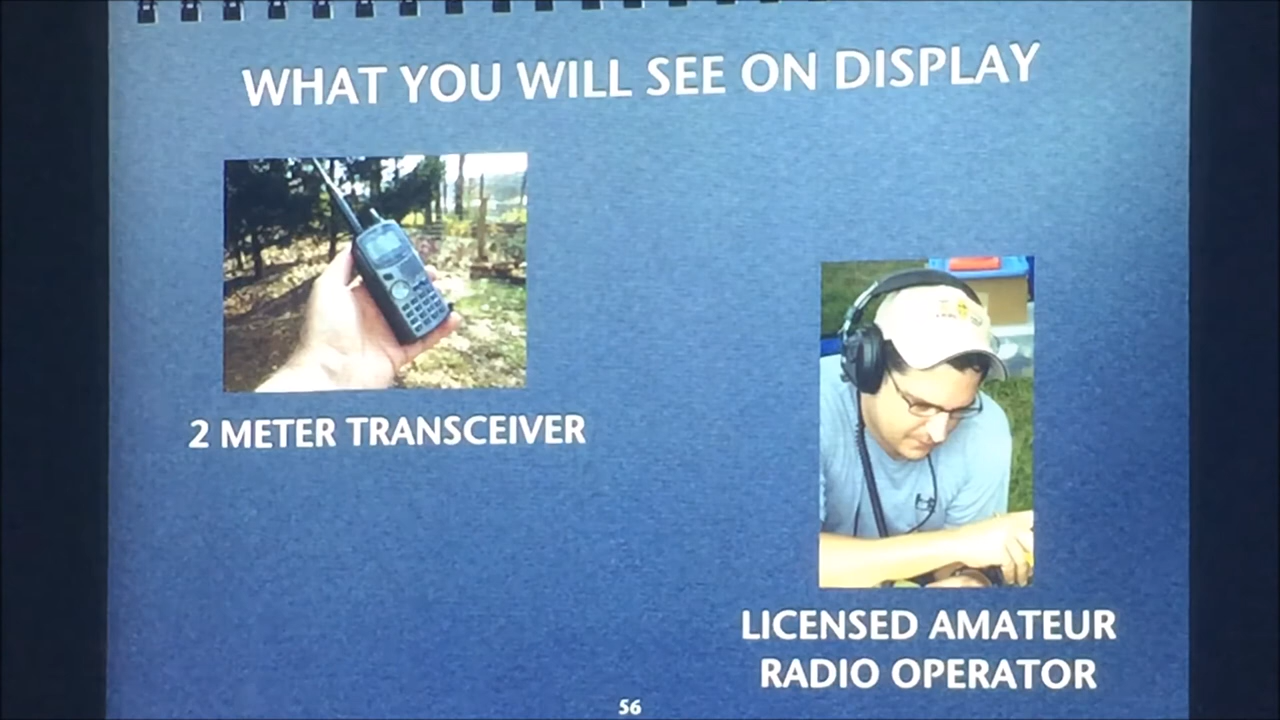 WHAT YOU WILL SEE ON DISPLAY
2 METER TRANSCEIVER
LICENSED AMATEUR
RADIO OPERATOR
56